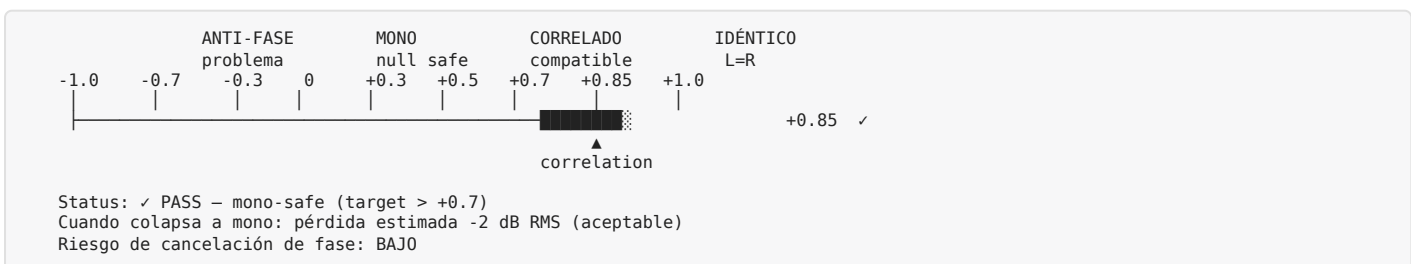 ANTI-FASE MONO CORRELADO IDÉNTICO
problema null safe compatible L=R
-1.0 -0.7 -0.3 0 +0.3 +0.5 +0.7 +0.85 +1.0
+0.85 ✓
▲
correlation
Status: ✓ PASS — mono-safe (target > +0.7)
Cuando colapsa a mono: pérdida estimada -2 dB RMS (aceptable)
Riesgo de cancelación de fase: BAJO